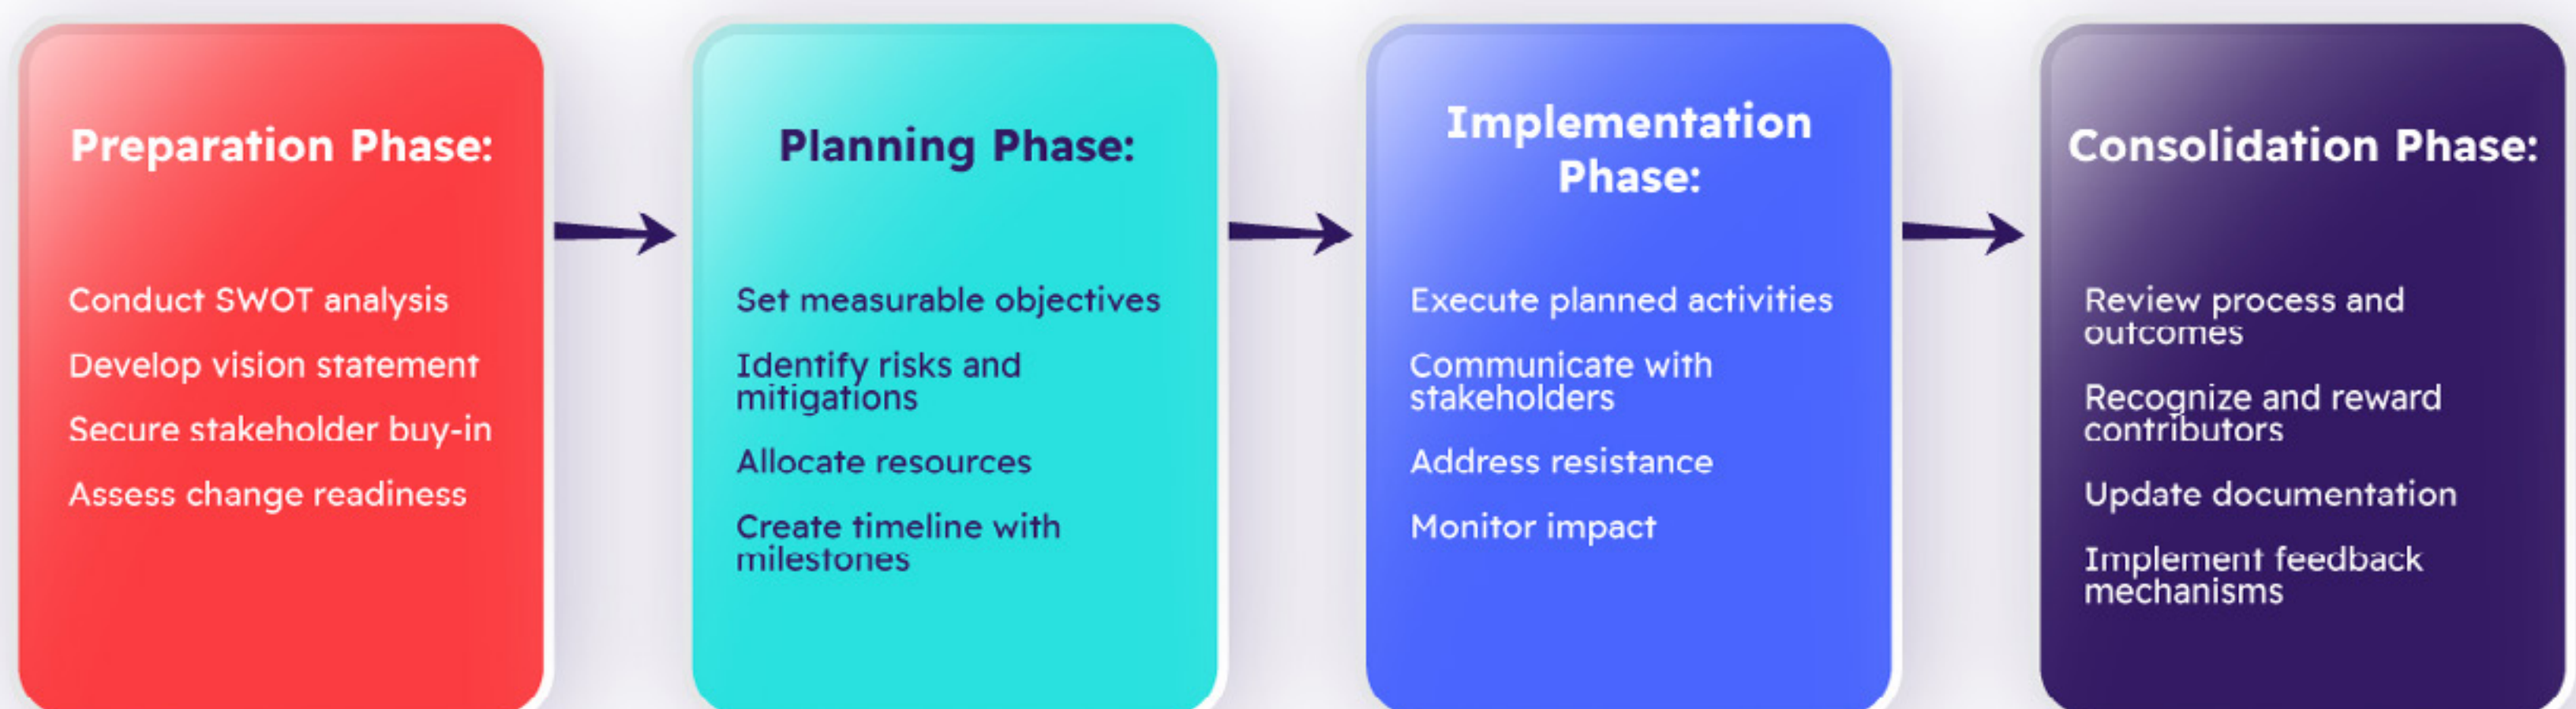 Preparation Phase:
Conduct SWOT analysis
Develop vision statement
Secure stakeholder buy-in
Assess change readiness
Planning Phase:
Set measurable objectives
Identify risks and
mitigations
Allocate resources
Create timeline with
milestones
Implementation
Phase:
Execute planned activities
Communicate with
stakeholders
Address resistance
Monitor impact
Consolidation Phase:
Review process and
outcomes
Recognize and reward
contributors
Update documentation
Implement feedback
mechanisms